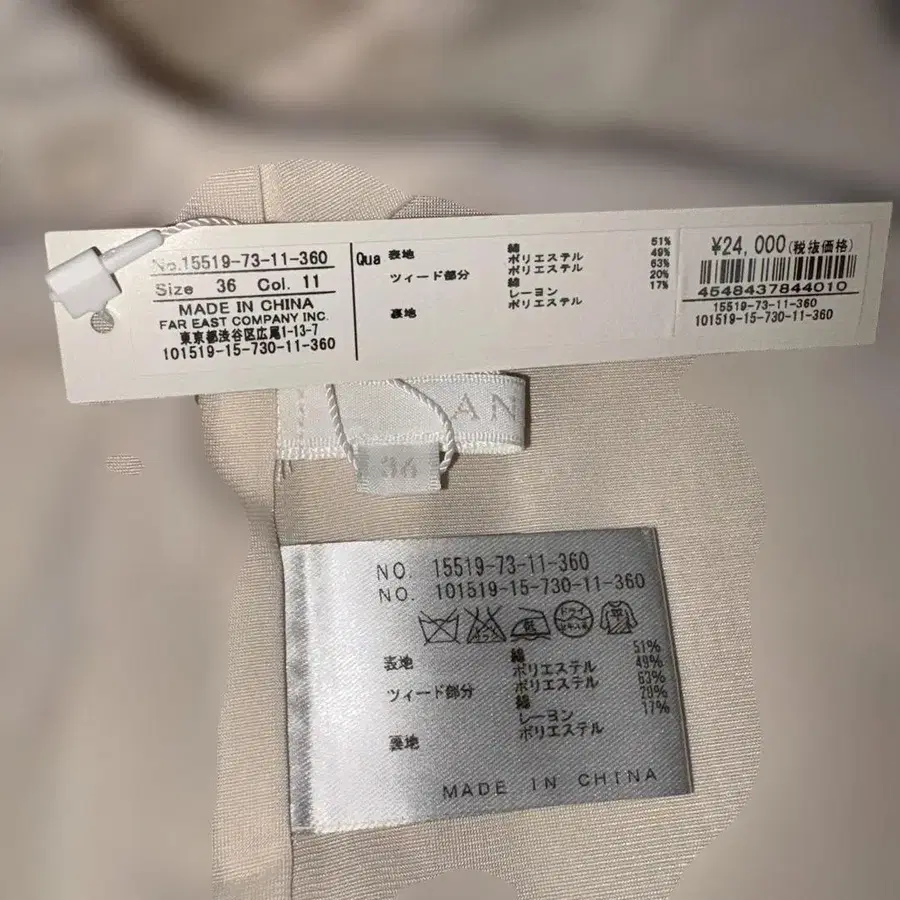 No.15519-73-11-360
Size 36 Col. 11
MADE IN CHINA
FAR EAST COMPANY INC.
東京都渋谷区広尾1-13-7
101519-15-730-11-360
Qua 表地 綿 51%
ポリエステル 49%
ツィード部分 ポリエステル 63%
綿 20%
レーヨン 17%
裏地 ポリエステル
¥24,000(税抜価格)
4548437844010
15519-73-11-360
101519-15-730-11-360
AN
36
NO. 15519-73-11-360
NO. 101519-15-730-11-360
ドライ
表地 綿 51%
ポリエステル 49%
ツィード部分 ポリエステル 63%
綿 20%
レーヨン 17%
裏地 ポリエステル
MADE IN CHINA